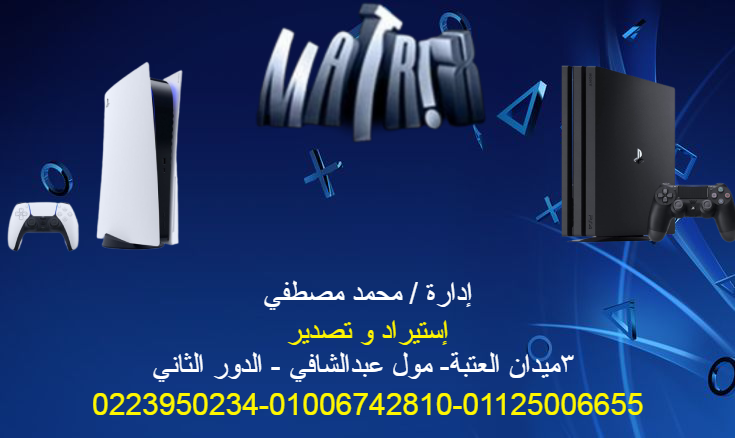 MATRIX
إدارة / محمد مصطفي
إستيراد و تصدير
٣ميدان العتبة- مول عبدالشافي - الدور الثاني
0223950234-01006742810-01125006655